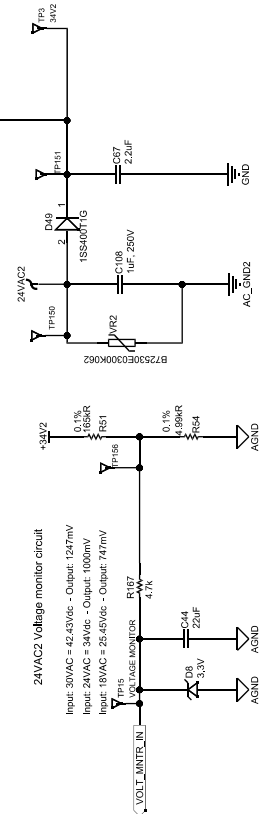 TP3
34V2
TP151
C67
2.2uF
GND
D49
1
2
1SS400T1G
24VAC2
C108
1uF, 250V
AC_GND2
TP150
VR2
B72530E0300K062
24VAC2 Voltage monitor circuit
Input: 30VAC = 42.43Vdc - Output: 1247mV
Input: 24VAC = 34Vdc - Output: 1000mV
Input: 18VAC = 25.45Vdc - Output: 747mV
+34V2
0.1%
165kR
R51
TP156
0.1%
4.99kR
R54
AGND
R167
4.7k
VOLTAGE MONITOR
TP15
C44
22uF
AGND
D8
3,3V
AGND
VOLT_MNTR_IN